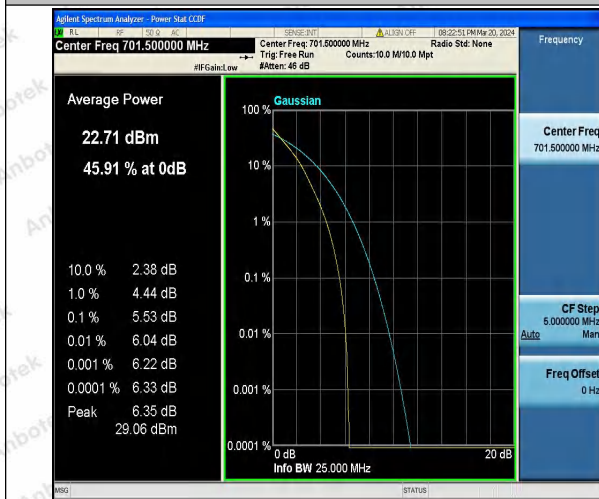 Agilent Spectrum Analyzer - Power Stat CCDF
RL RF 50 Ω AC SENSE:INT ALIGN OFF 08:22:51 PM Mar 20, 2024
Center Freq 701.500000 MHz
Center Freq: 701.500000 MHz Radio Std: None
Trig: Free Run Counts:10.0 M/10.0 Mpt
#IFGain:Low #Atten: 46 dB
Frequency
Average Power
22.71 dBm
45.91 % at 0dB
10.0 % 2.38 dB
1.0 % 4.44 dB
0.1 % 5.53 dB
0.01 % 6.04 dB
0.001 % 6.22 dB
0.0001 % 6.33 dB
Peak 6.35 dB
29.06 dBm
Gaussian
100 %
10 %
1 %
0.1 %
0.01 %
0.001 %
0.0001 %
0 dB 20 dB
Info BW 25.000 MHz
Center Freq
701.500000 MHz
CF Step
5.000000 MHz
Auto Man
Freq Offset
0 Hz
MSG STATUS